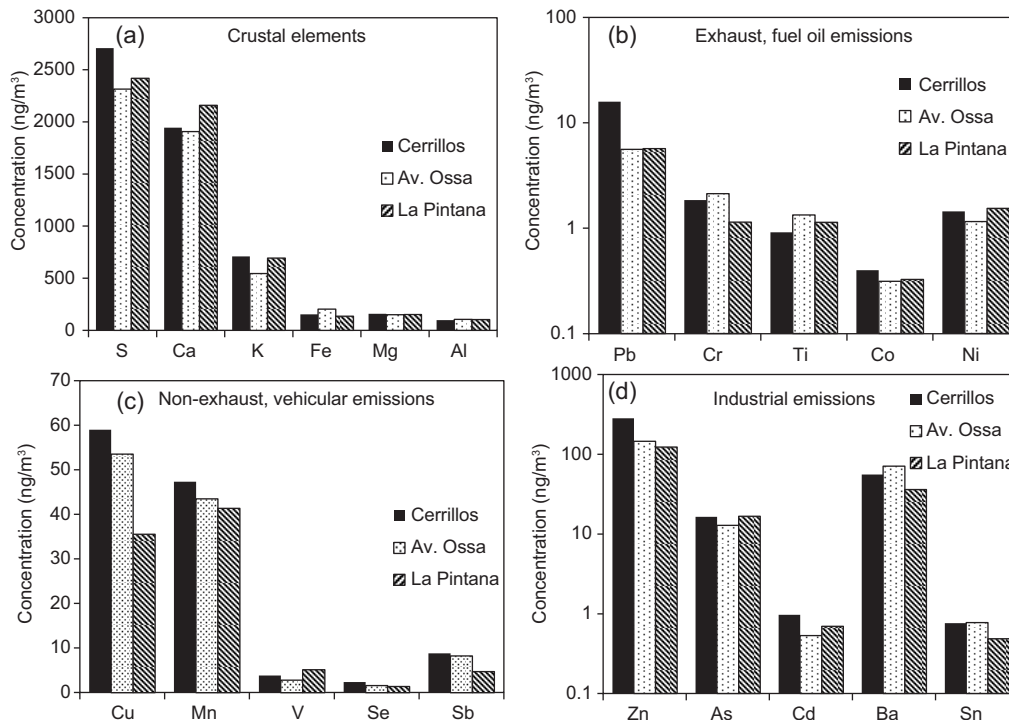 (a) Crustal elements
Concentration (ng/m³)
3000
2500
2000
1500
1000
500
0
Cerrillos
Av. Ossa
La Pintana
S Ca K Fe Mg Al
(b) Exhaust, fuel oil emissions
Concentration (ng/m³)
100
10
1
0.1
Cerrillos
Av. Ossa
La Pintana
Pb Cr Ti Co Ni
(c) Non-exhaust, vehicular emissions
Concentration (ng/m³)
70
60
50
40
30
20
10
0
Cerrillos
Av. Ossa
La Pintana
Cu Mn V Se Sb
(d) Industrial emissions
Concentration (ng/m³)
1000
100
10
1
0.1
Cerrillos
Av. Ossa
La Pintana
Zn As Cd Ba Sn